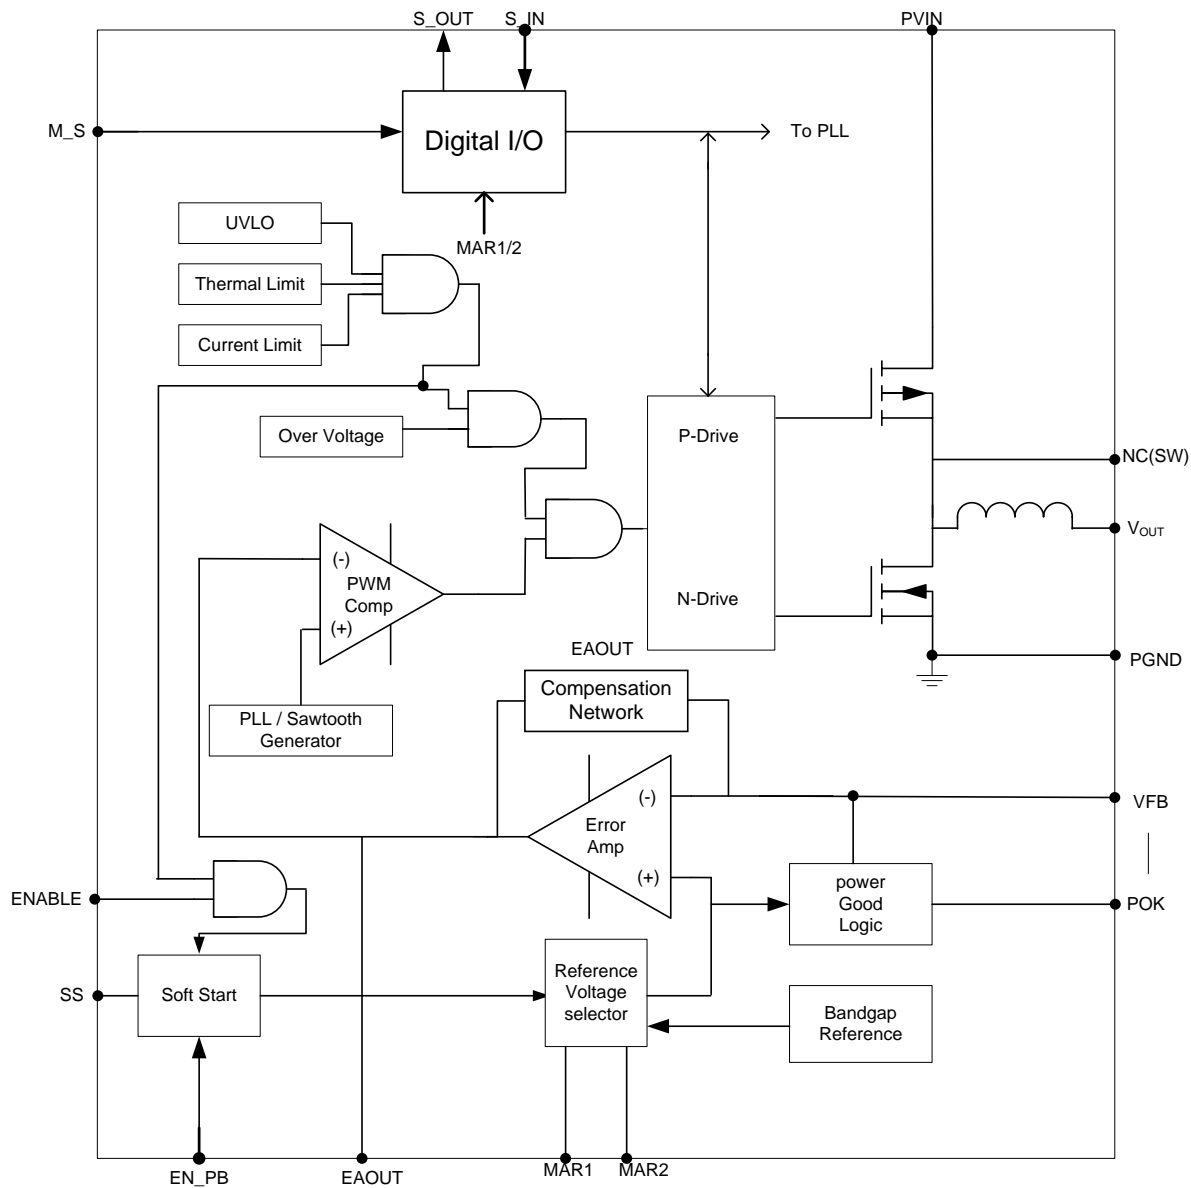 S_OUT
S_IN
PVIN
M_S
Digital I/O
To PLL
MAR1/2
UVLO
Thermal Limit
Current Limit
Over Voltage
P-Drive
NC(SW)
VOUT
(-)
PWM
Comp
(+)
N-Drive
EAOUT
PGND
Compensation
Network
PLL / Sawtooth
Generator
(-)
Error
Amp
(+)
VFB
power
Good
Logic
ENABLE
POK
SS
Soft Start
Reference
Voltage
selector
Bandgap
Reference
EN_PB
EAOUT
MAR1
MAR2